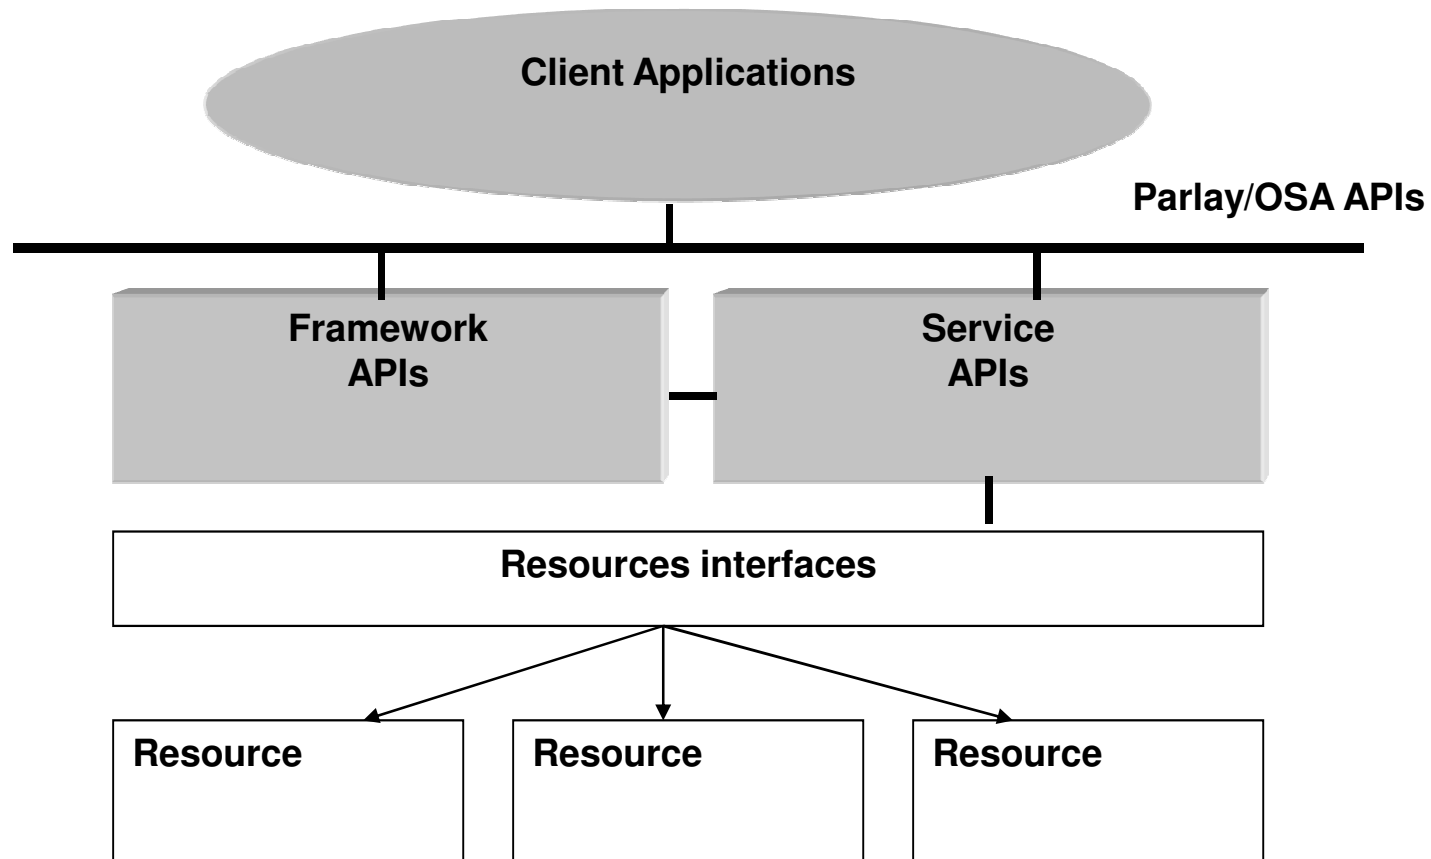 Client Applications
Parlay/OSA APIs
Framework
APIs
Service
APIs
Resources interfaces
Resource
Resource
Resource